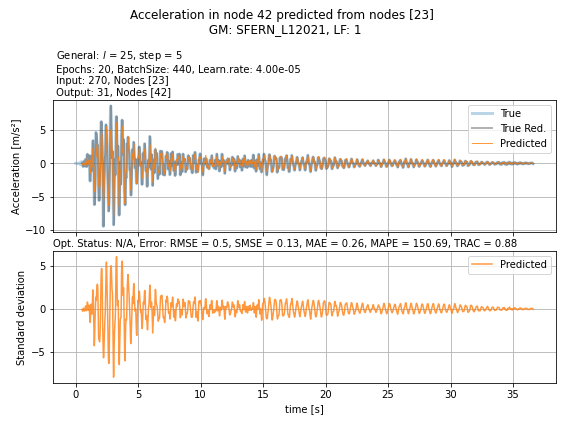 Acceleration in node 42 predicted from nodes [23]
GM: SFERN_L12021, LF: 1
General: l = 25, step = 5
Epochs: 20, BatchSize: 440, Learn.rate: 4.00e-05
Input: 270, Nodes [23]
Output: 31, Nodes [42]
Acceleration [m/s²]
5
0
−5
−10
True
True Red.
Predicted
Opt. Status: N/A, Error: RMSE = 0.5, SMSE = 0.13, MAE = 0.26, MAPE = 150.69, TRAC = 0.88
Standard deviation
5
0
−5
Predicted
0 5 10 15 20 25 30 35
time [s]